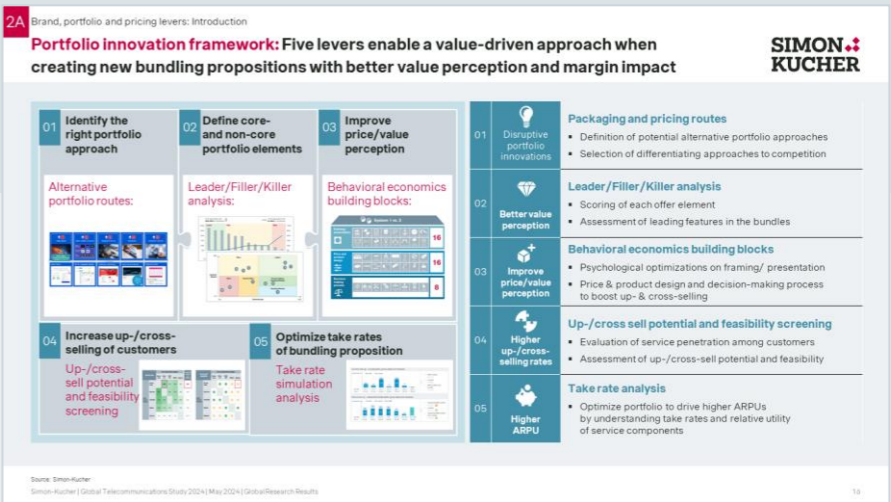 2A
Brand, portfolio and pricing levers: Introduction
Portfolio innovation framework: Five levers enable a value-driven approach when
creating new bundling propositions with better value perception and margin impact
SIMON
KUCHER
01
Identify the
right portfolio
approach
Alternative
portfolio routes:
02
Define core-
and non-core
portfolio elements
Leader/Filler/Killer
analysis:
03
Improve
price/value
perception
Behavioral economics
building blocks:
16
16
8
04
Increase up-/cross-
selling of customers
Up-/cross-
sell potential
and feasibility
screening
05
Optimize take rates
of bundling proposition
Take rate
simulation
analysis
01
Disruptive
portfolio
innovations
Packaging and pricing routes
▪ Definition of potential alternative portfolio approaches
▪ Selection of differentiating approaches to competition
02
Better value
perception
Leader/Filler/Killer analysis
▪ Scoring of each offer element
▪ Assessment of leading features in the bundles
03
Improve
price/value
perception
Behavioral economics building blocks
▪ Psychological optimizations on framing/ presentation
▪ Price & product design and decision-making process
to boost up- & cross-selling
04
Higher
up-/cross-
selling rates
Up-/cross sell potential and feasibility screening
▪ Evaluation of service penetration among customers
▪ Assessment of up-/cross-sell potential and feasibility
05
Higher
ARPU
Take rate analysis
▪ Optimize portfolio to drive higher ARPUs
by understanding take rates and relative utility
of service components
Source: Simon-Kucher
Simon-Kucher | Global Telecommunications Study 2024 | May 2024 | Global Research Results